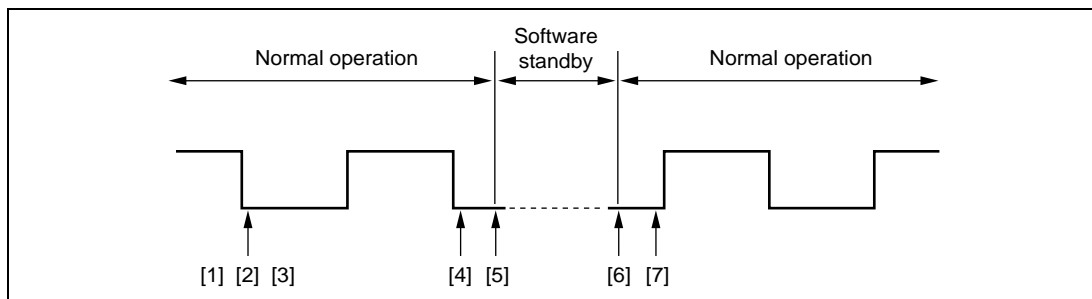 Software
standby
Normal operation
Normal operation
[1] [2] [3] [4] [5] [6] [7]